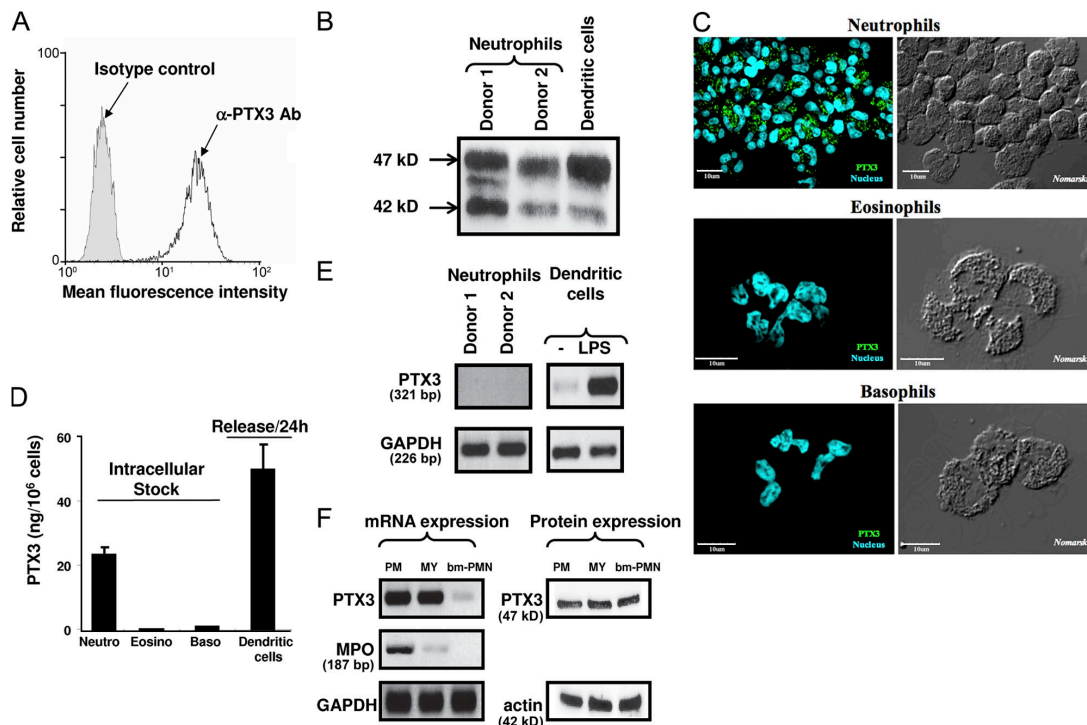 A
100
Isotype control
α-PTX3 Ab
50
Relative cell number
0
10⁰ 10¹ 10²
Mean fluorescence intensity
B
Neutrophils
Donor 1
Donor 2
Dendritic cells
47 kD
42 kD
C
Neutrophils
PTX3
Nucleus
10um
10um
Nomarski
Eosinophils
PTX3
Nucleus
10um
10um
Nomarski
Basophils
PTX3
Nucleus
10um
10um
Nomarski
D
Release/24h
Intracellular
Stock
PTX3 (ng/10⁶ cells)
60
40
20
0
Neutro Eosino Baso Dendritic
cells
E
Neutrophils Dendritic
cells
Donor 1
Donor 2
- LPS
PTX3
(321 bp)
GAPDH
(226 bp)
F
mRNA expression Protein expression
PM MY bm-PMN PM MY bm-PMN
PTX3 PTX3
(47 kD)
MPO
(187 bp)
GAPDH actin
(42 kD)